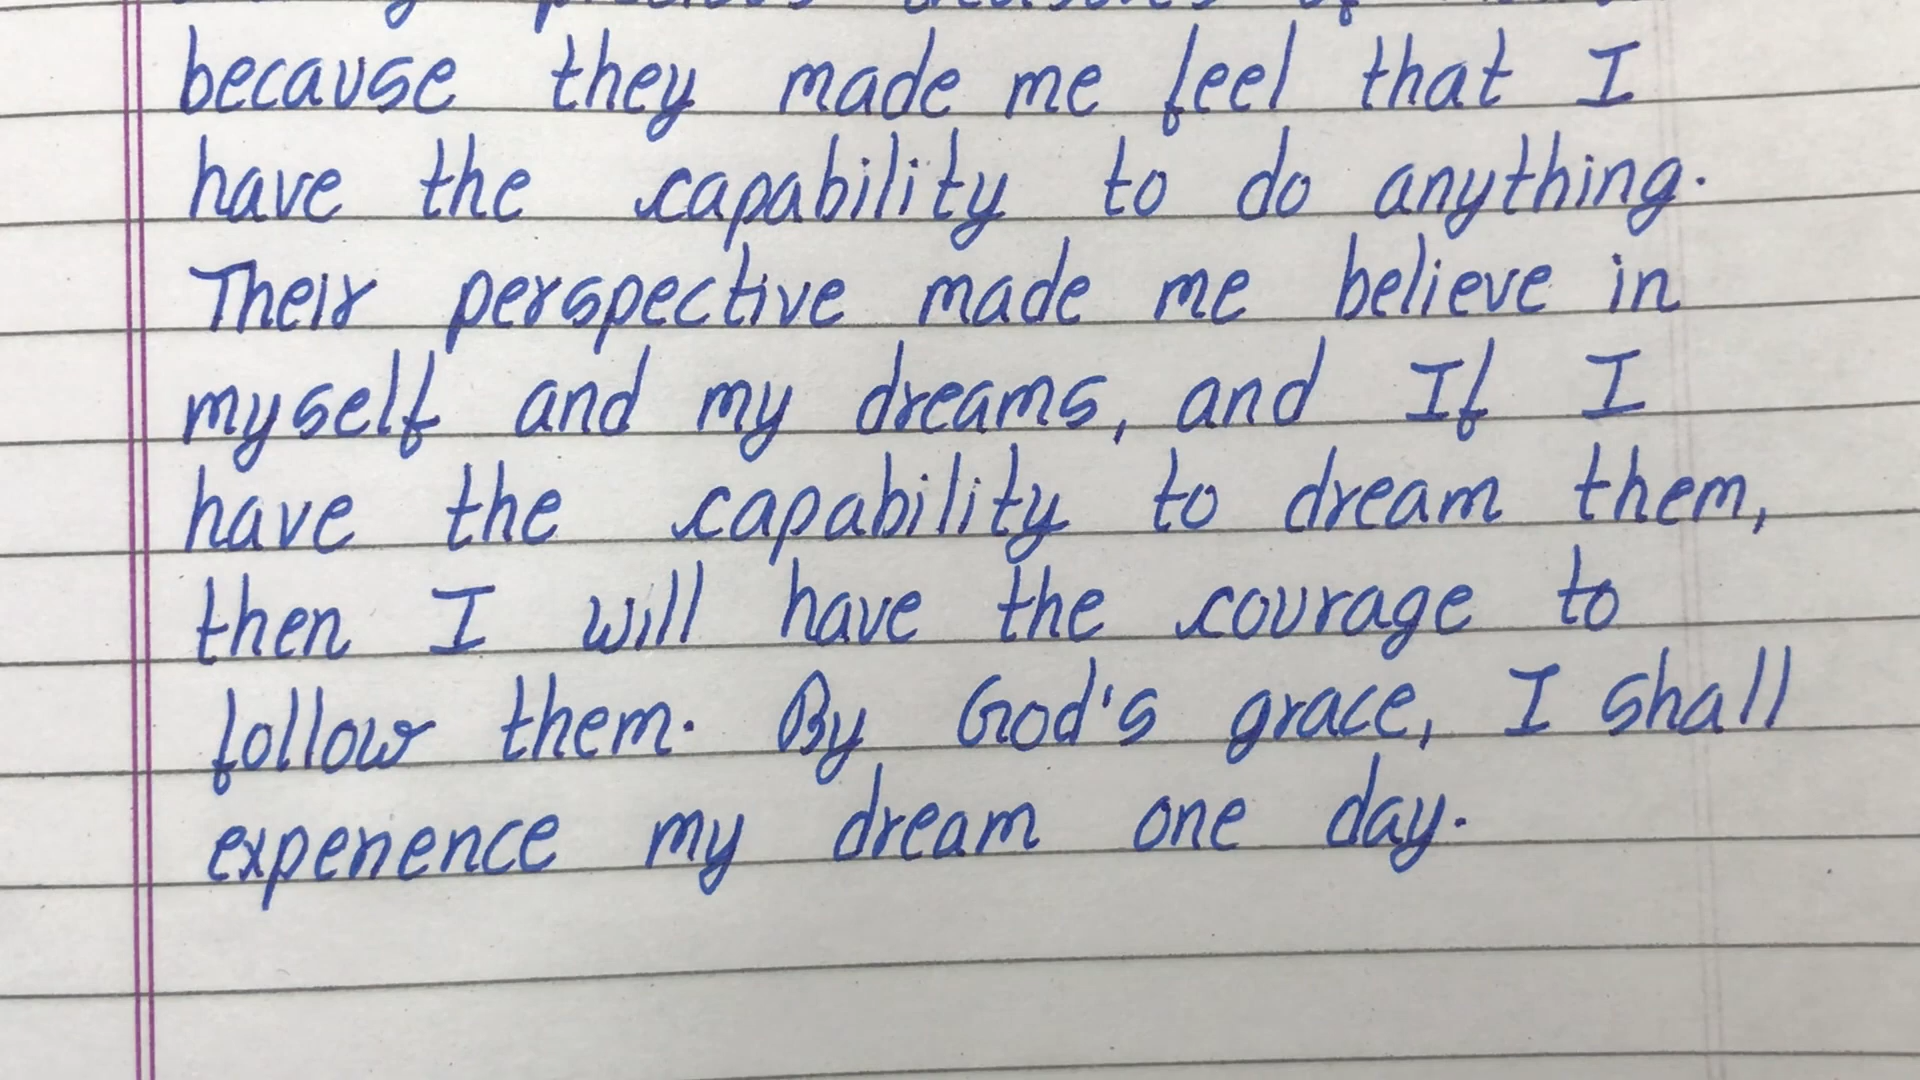 because they made me feel that I
have the capability to do anything.
Their perspective made me believe in
myself and my dreams, and If I
have the capability to dream them,
then I will have the courage to
follow them. By God's grace, I shall
experience my dream one day.